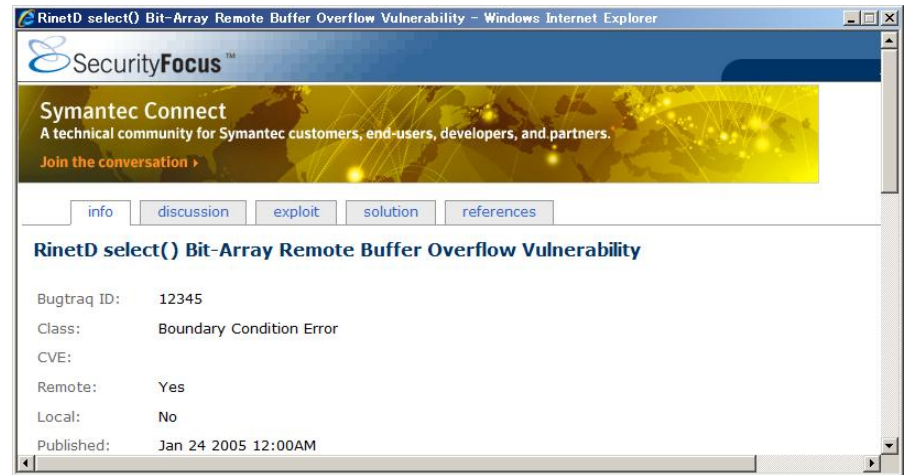 RinetD select() Bit-Array Remote Buffer Overflow Vulnerability - Windows Internet Explorer
SecurityFocus™
Symantec Connect
A technical community for Symantec customers, end-users, developers, and partners.
Join the conversation
info discussion exploit solution references
RinetD select() Bit-Array Remote Buffer Overflow Vulnerability
Bugtraq ID: 12345
Class: Boundary Condition Error
CVE:
Remote: Yes
Local: No
Published: Jan 24 2005 12:00AM